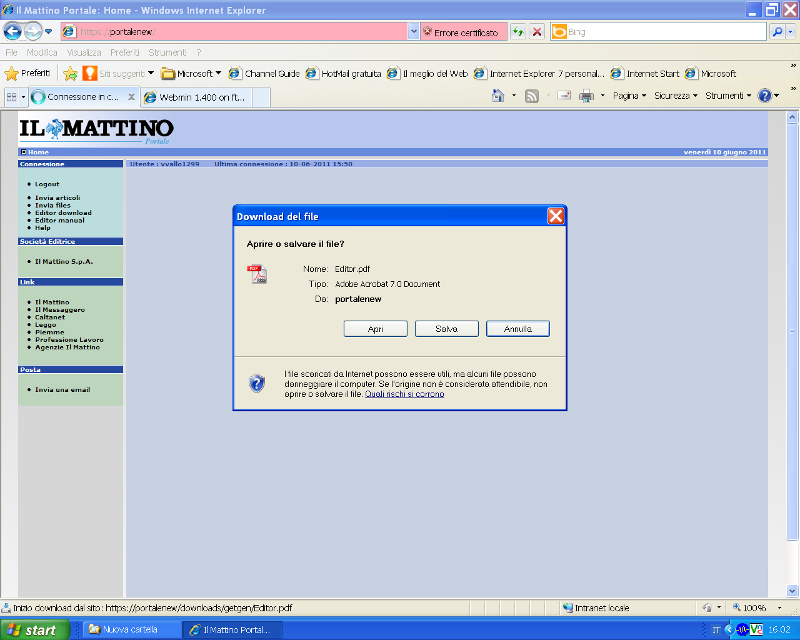 Il Mattino Portale: Home - Windows Internet Explorer
https://portalenew/
Errore certificato
Bing
File Modifica Visualizza Preferiti Strumenti ?
Preferiti Siti suggeriti Microsoft Channel Guide HotMail gratuita Il meglio del Web Internet Explorer 7 personal... Internet Start Microsoft
Connessione in c... Webmin 1.400 on ft...
Pagina Sicurezza Strumenti
IL MATTINO
Portale
Home venerdì 10 giugno 2011
Connessione
Utente : vvallo1299 Ultima connessione : 10-06-2011 15:50
Logout
Invia articoli
Invia files
Editor download
Editor manual
Help
Società Editrice
Il Mattino S.p.A.
Link
Il Mattino
Il Messaggero
Caltanet
Leggo
Piemme
Professione Lavoro
Agenzie Il Mattino
Posta
Invia una email
Download del file
Aprire o salvare il file?
Nome: Editor.pdf
Tipo: Adobe Acrobat 7.0 Document
Da: portalenew
Apri Salva Annulla
I file scaricati da Internet possono essere utili, ma alcuni file possono
danneggiare il computer. Se l'origine non è considerata attendibile, non
aprire o salvare il file. Quali rischi si corrono
Inizio download dal sito: https://portalenew/downloads/getgen/Editor.pdf
Intranet locale
100%
start
Nuova cartella
Il Mattino Portal...
IT
16.02